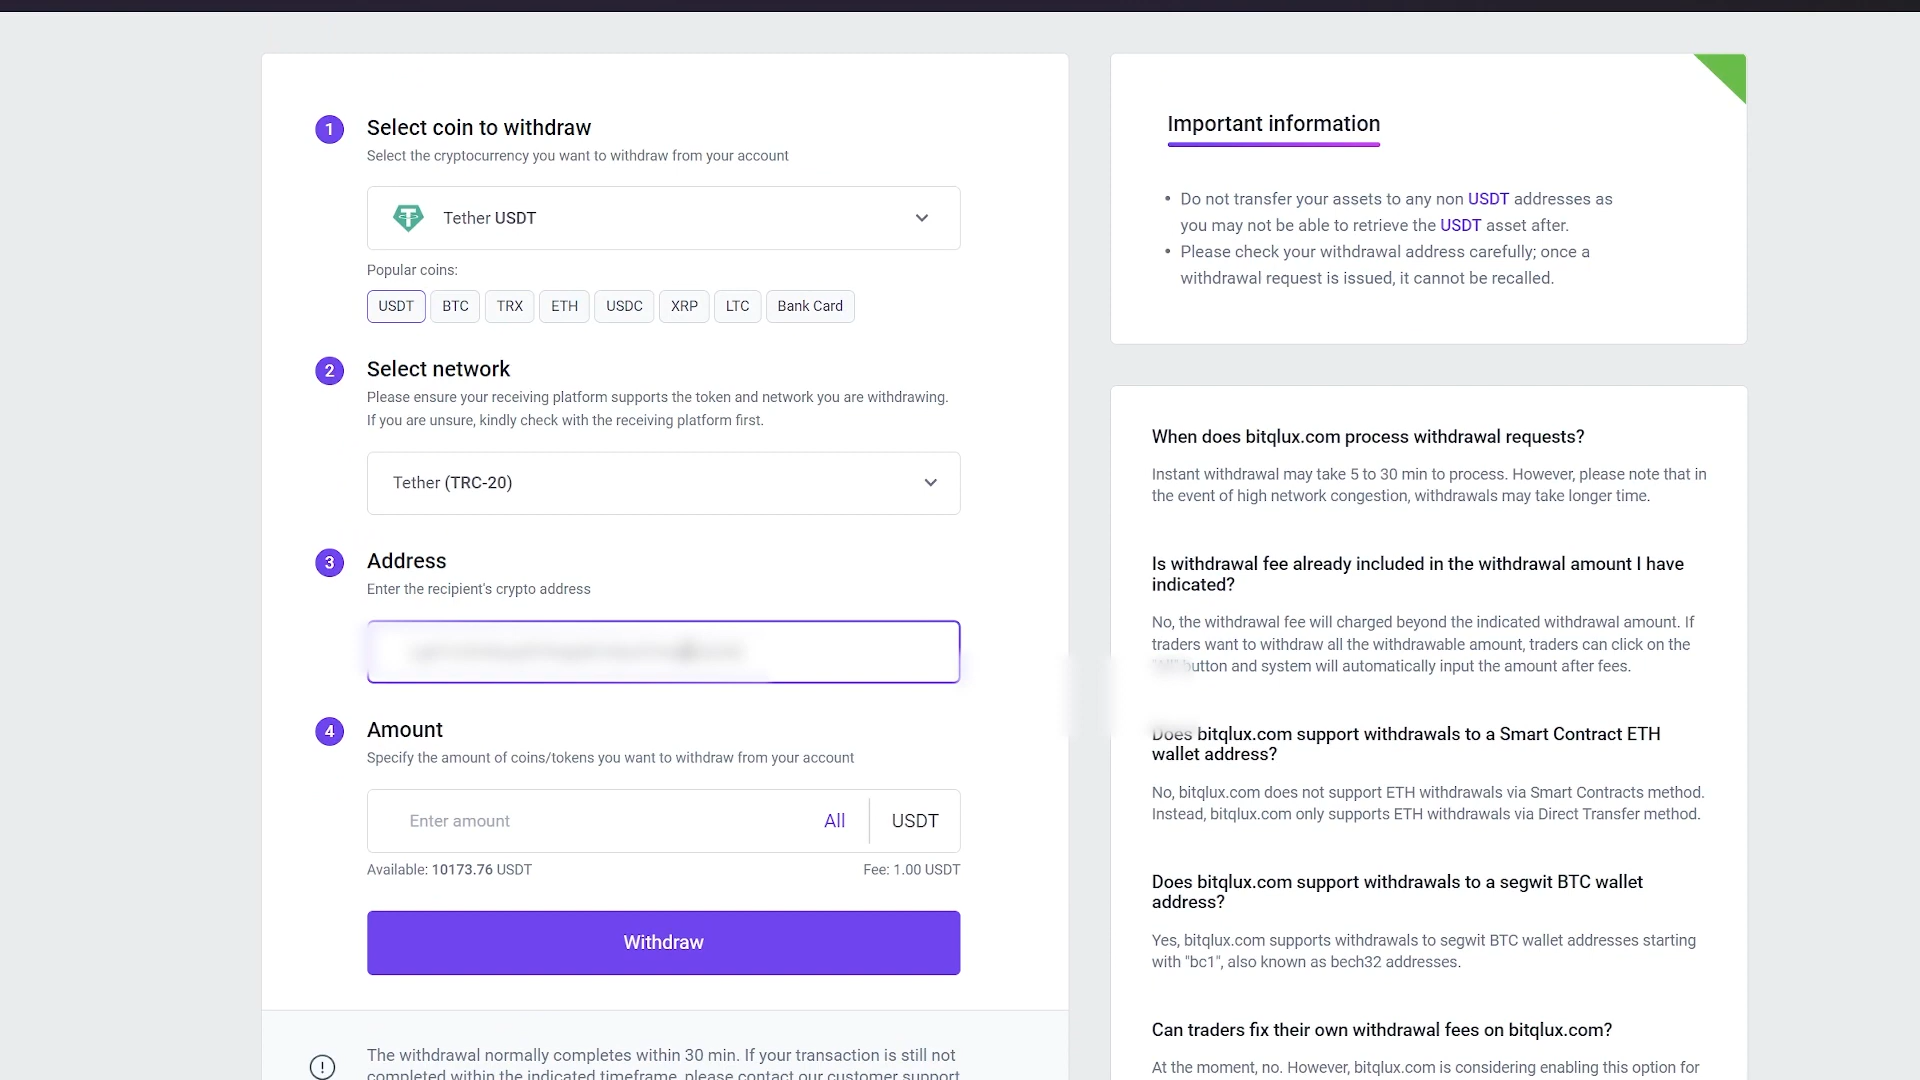 1
Select coin to withdraw
Select the cryptocurrency you want to withdraw from your account
Tether USDT
Popular coins:
USDT BTC TRX ETH USDC XRP LTC Bank Card
2
Select network
Please ensure your receiving platform supports the token and network you are withdrawing.
If you are unsure, kindly check with the receiving platform first.
Tether (TRC-20)
3
Address
Enter the recipient's crypto address
4
Amount
Specify the amount of coins/tokens you want to withdraw from your account
Enter amount All USDT
Available: 10173.76 USDT Fee: 1.00 USDT
Withdraw
The withdrawal normally completes within 30 min. If your transaction is still not
completed within the indicated timeframe, please contact our customer support
Important information
• Do not transfer your assets to any non USDT addresses as
you may not be able to retrieve the USDT asset after.
• Please check your withdrawal address carefully; once a
withdrawal request is issued, it cannot be recalled.
When does bitqlux.com process withdrawal requests?
Instant withdrawal may take 5 to 30 min to process. However, please note that in
the event of high network congestion, withdrawals may take longer time.
Is withdrawal fee already included in the withdrawal amount I have
indicated?
No, the withdrawal fee will charged beyond the indicated withdrawal amount. If
traders want to withdraw all the withdrawable amount, traders can click on the
button and system will automatically input the amount after fees.
Does bitqlux.com support withdrawals to a Smart Contract ETH
wallet address?
No, bitqlux.com does not support ETH withdrawals via Smart Contracts method.
Instead, bitqlux.com only supports ETH withdrawals via Direct Transfer method.
Does bitqlux.com support withdrawals to a segwit BTC wallet
address?
Yes, bitqlux.com supports withdrawals to segwit BTC wallet addresses starting
with "bc1", also known as bech32 addresses.
Can traders fix their own withdrawal fees on bitqlux.com?
At the moment, no. However, bitqlux.com is considering enabling this option for